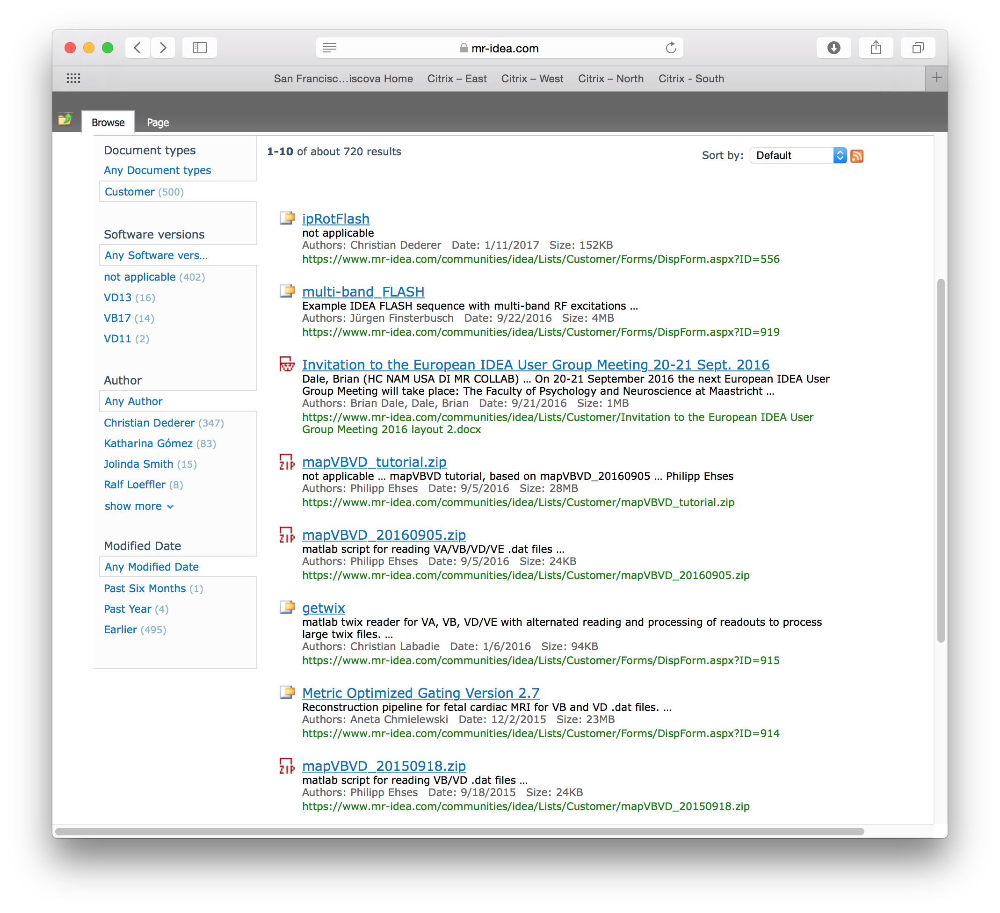 mr-idea.com
San Francisc...iscova Home
Citrix – East
Citrix – West
Citrix – North
Citrix - South
Browse
Page
Document types
Any Document types
Customer (500)
Software versions
Any Software vers...
not applicable (402)
VD13 (16)
VB17 (14)
VD11 (2)
Author
Any Author
Christian Dederer (347)
Katharina Gómez (83)
Jolinda Smith (15)
Ralf Loeffler (8)
show more
Modified Date
Any Modified Date
Past Six Months (1)
Past Year (4)
Earlier (495)
1-10 of about 720 results
Sort by: Default
ipRotFlash
not applicable
Authors: Christian Dederer Date: 1/11/2017 Size: 152KB
https://www.mr-idea.com/communities/idea/Lists/Customer/Forms/DispForm.aspx?ID=556
multi-band_FLASH
Example IDEA FLASH sequence with multi-band RF excitations ...
Authors: Jürgen Finsterbusch Date: 9/22/2016 Size: 4MB
https://www.mr-idea.com/communities/idea/Lists/Customer/Forms/DispForm.aspx?ID=919
Invitation to the European IDEA User Group Meeting 20-21 Sept. 2016
Dale, Brian (HC NAM USA DI MR COLLAB) ... On 20-21 September 2016 the next European IDEA User
Group Meeting will take place: The Faculty of Psychology and Neuroscience at Maastricht ...
Authors: Brian Dale, Dale, Brian Date: 9/21/2016 Size: 1MB
https://www.mr-idea.com/communities/idea/Lists/Customer/Invitation to the European IDEA User
Group Meeting 2016 layout 2.docx
ZIP
mapVBVD_tutorial.zip
not applicable ... mapVBVD tutorial, based on mapVBVD_20160905 ... Philipp Ehses
Authors: Philipp Ehses Date: 9/5/2016 Size: 28MB
https://www.mr-idea.com/communities/idea/Lists/Customer/mapVBVD_tutorial.zip
ZIP
mapVBVD_20160905.zip
matlab script for reading VA/VB/VD/VE .dat files ...
Authors: Philipp Ehses Date: 9/5/2016 Size: 24KB
https://www.mr-idea.com/communities/idea/Lists/Customer/mapVBVD_20160905.zip
getwix
matlab twix reader for VA, VB, VD/VE with alternated reading and processing of readouts to process
large twix files. ...
Authors: Christian Labadie Date: 1/6/2016 Size: 94KB
https://www.mr-idea.com/communities/idea/Lists/Customer/Forms/DispForm.aspx?ID=915
Metric Optimized Gating Version 2.7
Reconstruction pipeline for fetal cardiac MRI for VB and VD .dat files. ...
Authors: Aneta Chmielewski Date: 12/2/2015 Size: 23MB
https://www.mr-idea.com/communities/idea/Lists/Customer/Forms/DispForm.aspx?ID=914
ZIP
mapVBVD_20150918.zip
matlab script for reading VB/VD .dat files ...
Authors: Philipp Ehses Date: 9/18/2015 Size: 24KB
https://www.mr-idea.com/communities/idea/Lists/Customer/mapVBVD_20150918.zip